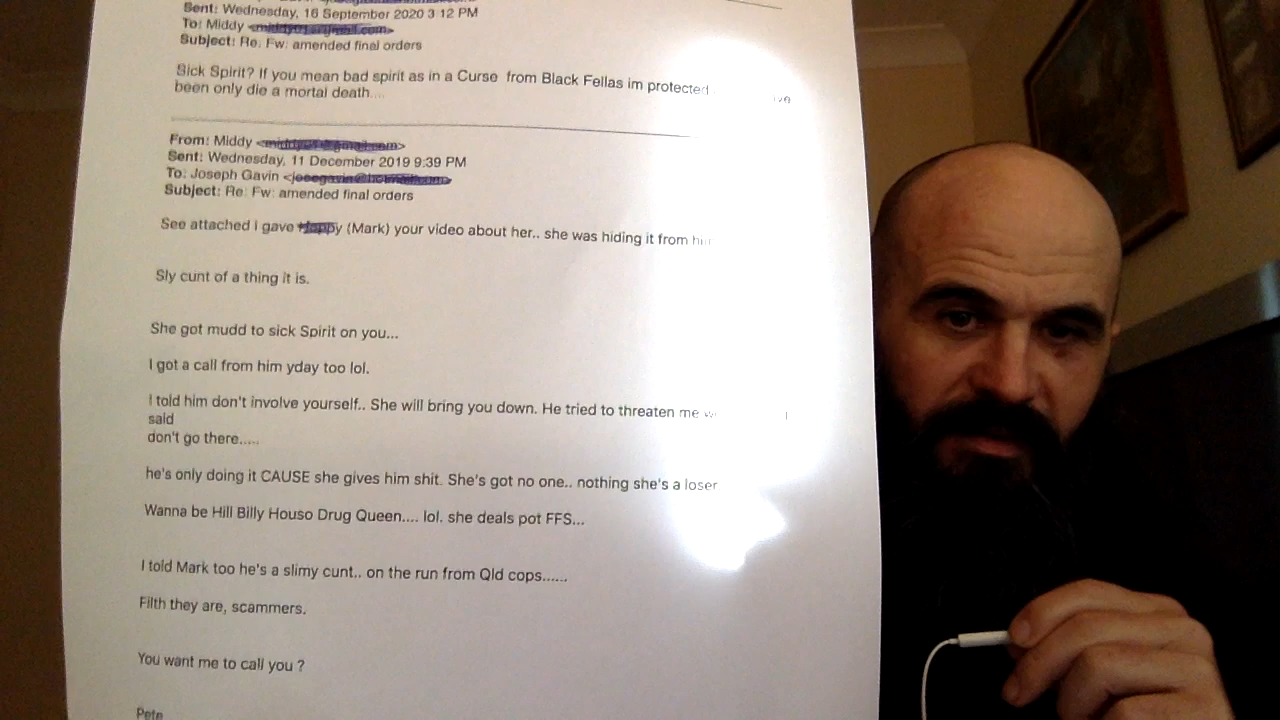 Sent: Wednesday, 16 September 2020 3:12 PM
To: Middy
Subject: Re: Fw: amended final orders
Sick Spirit? If you mean bad spirit as in a Curse from Black Fellas im protected
been only die a mortal death....
From: Middy
Sent: Wednesday, 11 December 2019 9:39 PM
To: Joseph Gavin
Subject: Re: Fw: amended final orders
See attached I gave (Mark) your video about her.. she was hiding it from
Sly cunt of a thing it is.
She got mudd to sick Spirit on you...
I got a call from him yday too lol.
I told him don't involve yourself.. She will bring you down. He tried to threaten me I
said
don't go there.....
he's only doing it CAUSE she gives him shit. She's got no one.. nothing she's a loser
Wanna be Hill Billy Houso Drug Queen.... lol. she deals pot FFS...
I told Mark too he's a slimy cunt.. on the run from Qld cops......
Filth they are, scammers.
You want me to call you ?
Pete